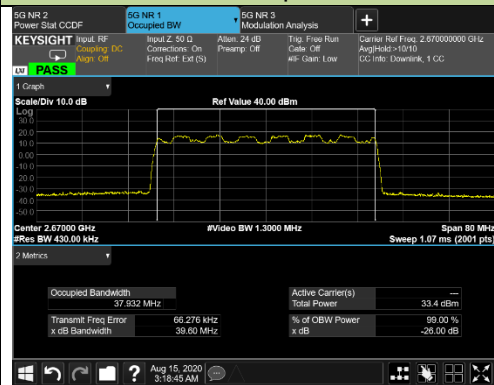 5G NR 2 5G NR 1 5G NR 3
Power Stat CCDF Occupied BW Modulation Analysis
KEYSIGHT Input: RF Input Z: 50 Ω Atten: 24 dB Trig: Free Run Carrier Ref Freq: 2.670000000 GHz
Coupling: DC Corrections: On Preamp: Off Gate: Off Avg|Hold:>10/10
Align: Off Freq Ref: Ext (S) #IF Gain: Low CC Info: Downlink, 1 CC
LXI PASS
1 Graph
Scale/Div 10.0 dB Ref Value 40.00 dBm
Log
30.0
20.0
10.0
0.00
-10.0
-20.0
-30.0
-40.0
-50.0
Center 2.67000 GHz #Video BW 1.3000 MHz Span 80 MHz
#Res BW 430.00 kHz Sweep 1.07 ms (2001 pts)
2 Metrics
Occupied Bandwidth Active Carrier(s) ---
37.932 MHz Total Power 33.4 dBm
Transmit Freq Error 66.276 kHz % of OBW Power 99.00 %
x dB Bandwidth 39.60 MHz x dB -26.00 dB
Aug 15, 2020
3:18:45 AM